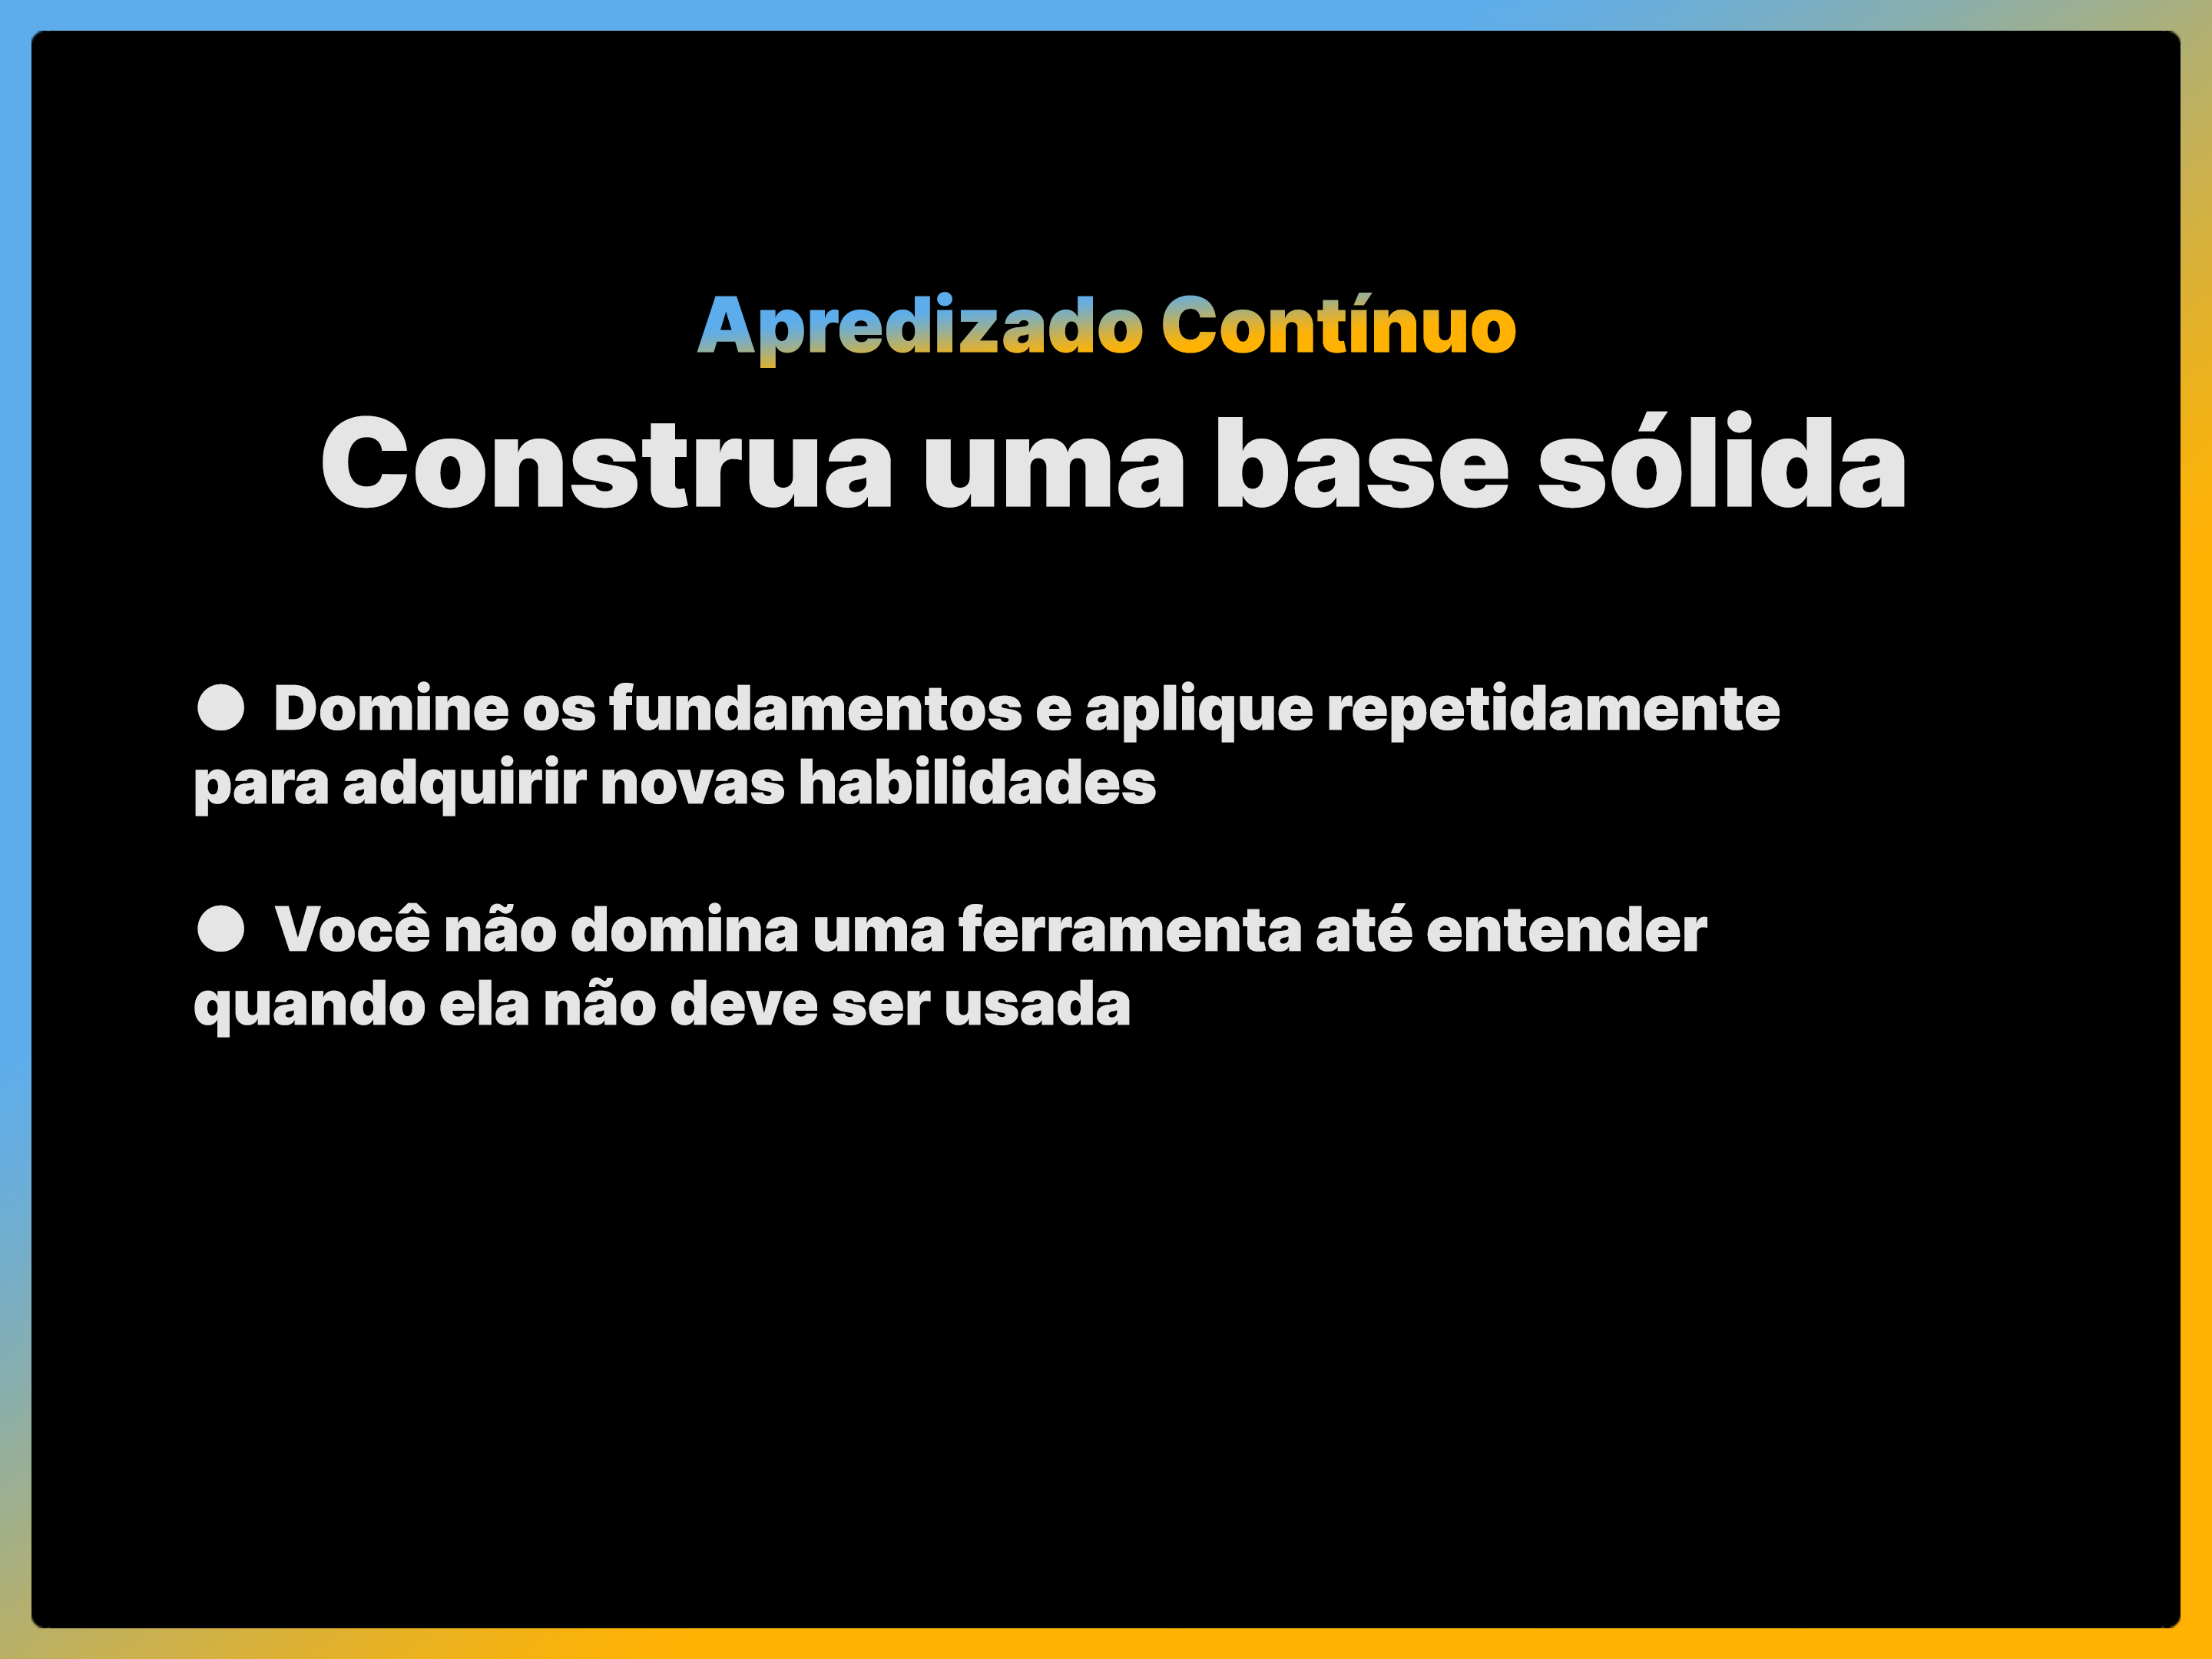 Apredizado Contínuo
Construa uma base sólida
● Domine os fundamentos e aplique repetidamente
para adquirir novas habilidades
● Você não domina uma ferramenta até entender
quando ela não deve ser usada